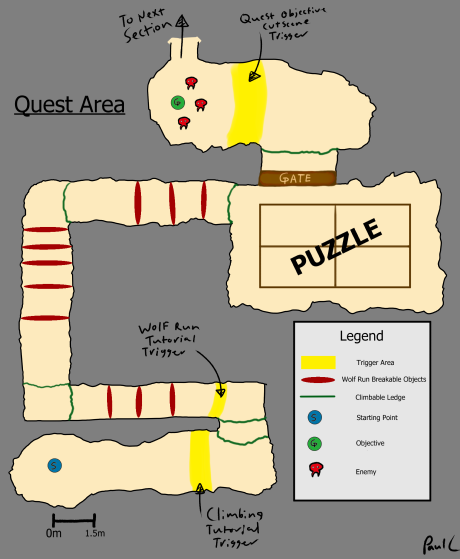 To Next
Section
Quest Objective
Cutscene
Trigger
Quest Area
G
GATE
PUZZLE
Wolf Run
Tutorial
Trigger
Legend
Trigger Area
Wolf Run Breakable Objects
Climbable Ledge
S
Starting Point
G
Objective
Enemy
S
Climbing
Tutorial
Trigger
0m 1.5m
Paul C